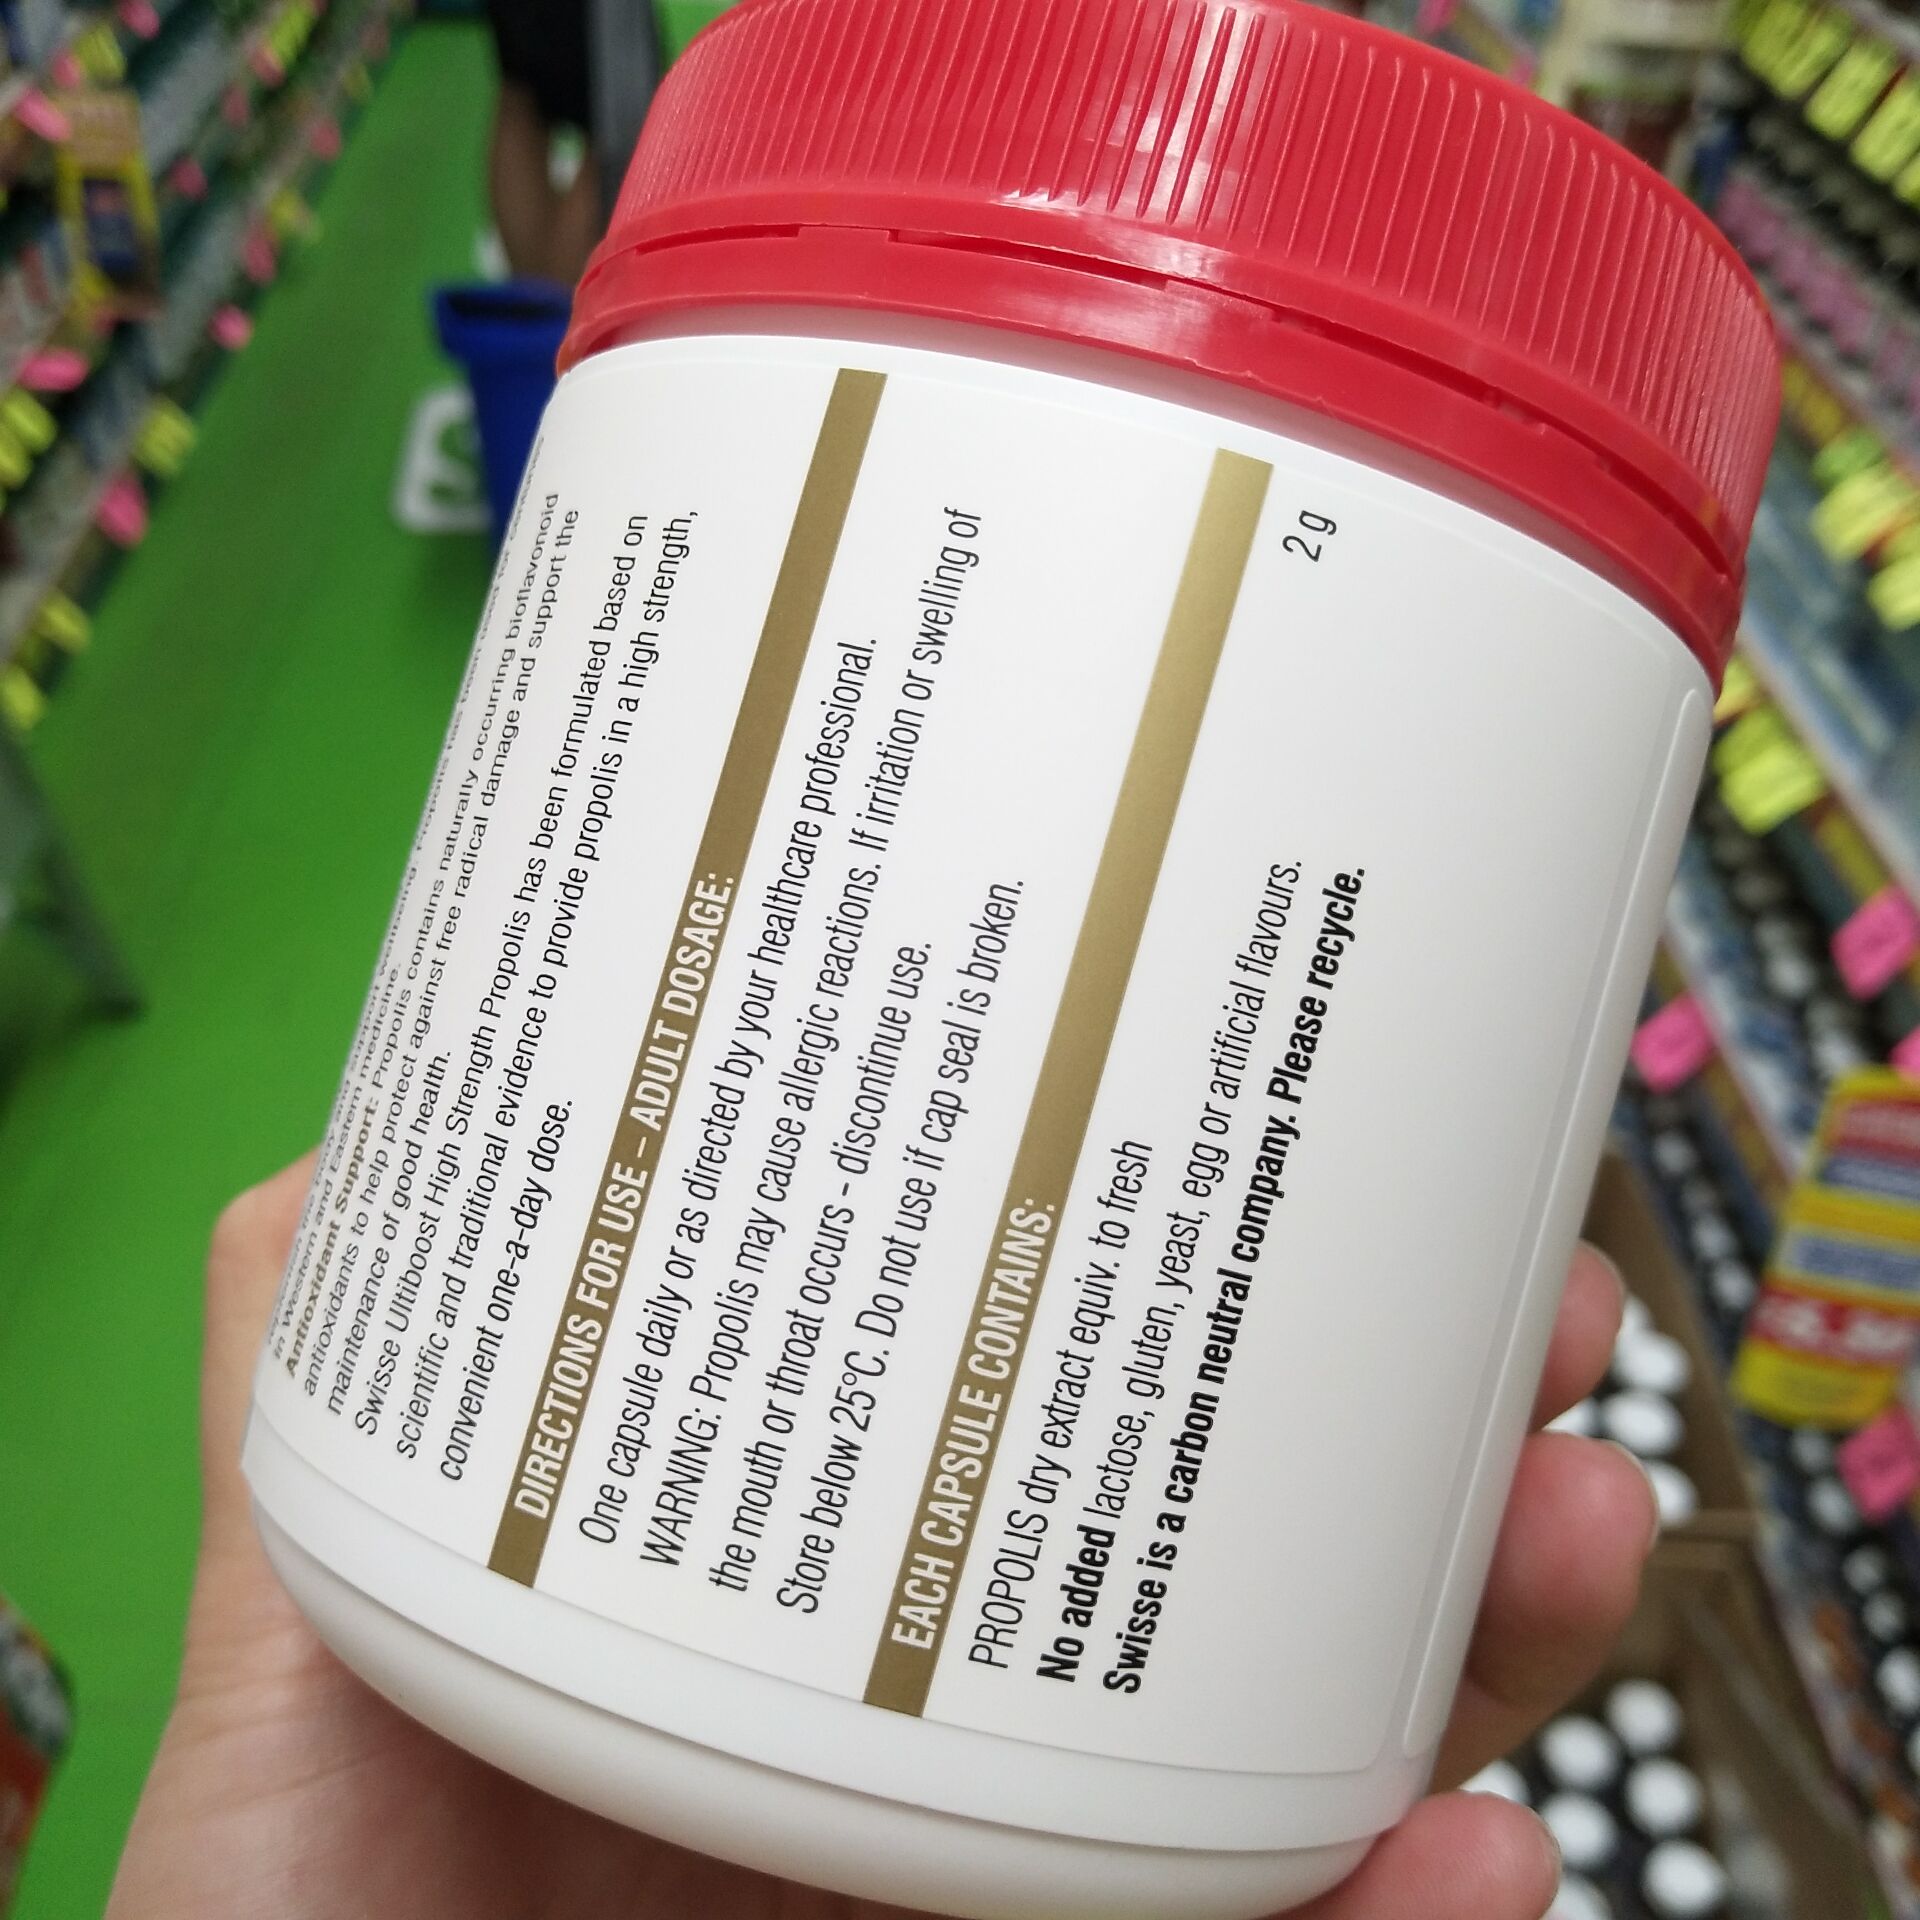 in Western and Eastern medicine.
Antioxidant Support: Propolis contains naturally occurring bioflavonoid
antioxidants to help protect against free radical damage and support the
maintenance of good health.
Swisse Ultiboost High Strength Propolis has been formulated based on
scientific and traditional evidence to provide propolis in a high strength,
convenient one-a-day dose.
DIRECTIONS FOR USE – ADULT DOSAGE:
One capsule daily or as directed by your healthcare professional.
WARNING: Propolis may cause allergic reactions. If irritation or swelling of
the mouth or throat occurs - discontinue use.
Store below 25°C. Do not use if cap seal is broken.
EACH CAPSULE CONTAINS:
PROPOLIS dry extract equiv. to fresh 2 g
No added lactose, gluten, yeast, egg or artificial flavours.
Swisse is a carbon neutral company. Please recycle.